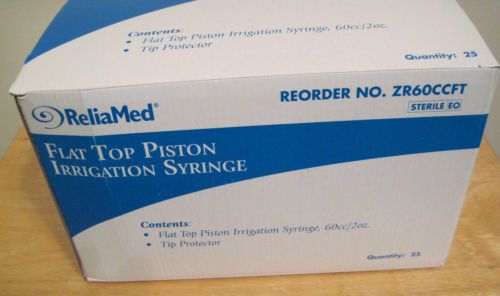 Contents:
• Flat Top Piston Irrigation Syringe, 60cc/2oz.
• Tip Protector
Quantity: 25
ReliaMed®
REORDER NO. ZR60CCFT
STERILE EO
FLAT TOP PISTON
IRRIGATION SYRINGE
Contents:
• Flat Top Piston Irrigation Syringe, 60cc/2oz.
• Tip Protector
Quantity: 25